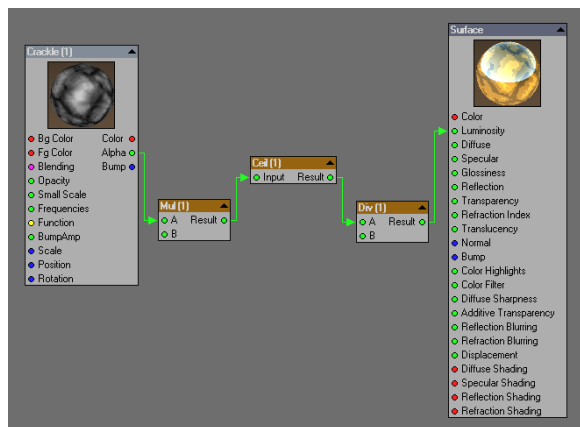 Crackle (1)
Bg Color Color
Fg Color Alpha
Blending Bump
Opacity
Small Scale
Frequencies
Function
BumpAmp
Scale
Position
Rotation
Mul (1)
A Result
B
Ceil (1)
Input Result
Div (1)
A Result
B
Surface
Color
Luminosity
Diffuse
Specular
Glossiness
Reflection
Transparency
Refraction Index
Translucency
Normal
Bump
Color Highlights
Color Filter
Diffuse Sharpness
Additive Transparency
Reflection Blurring
Refraction Blurring
Displacement
Diffuse Shading
Specular Shading
Reflection Shading
Refraction Shading